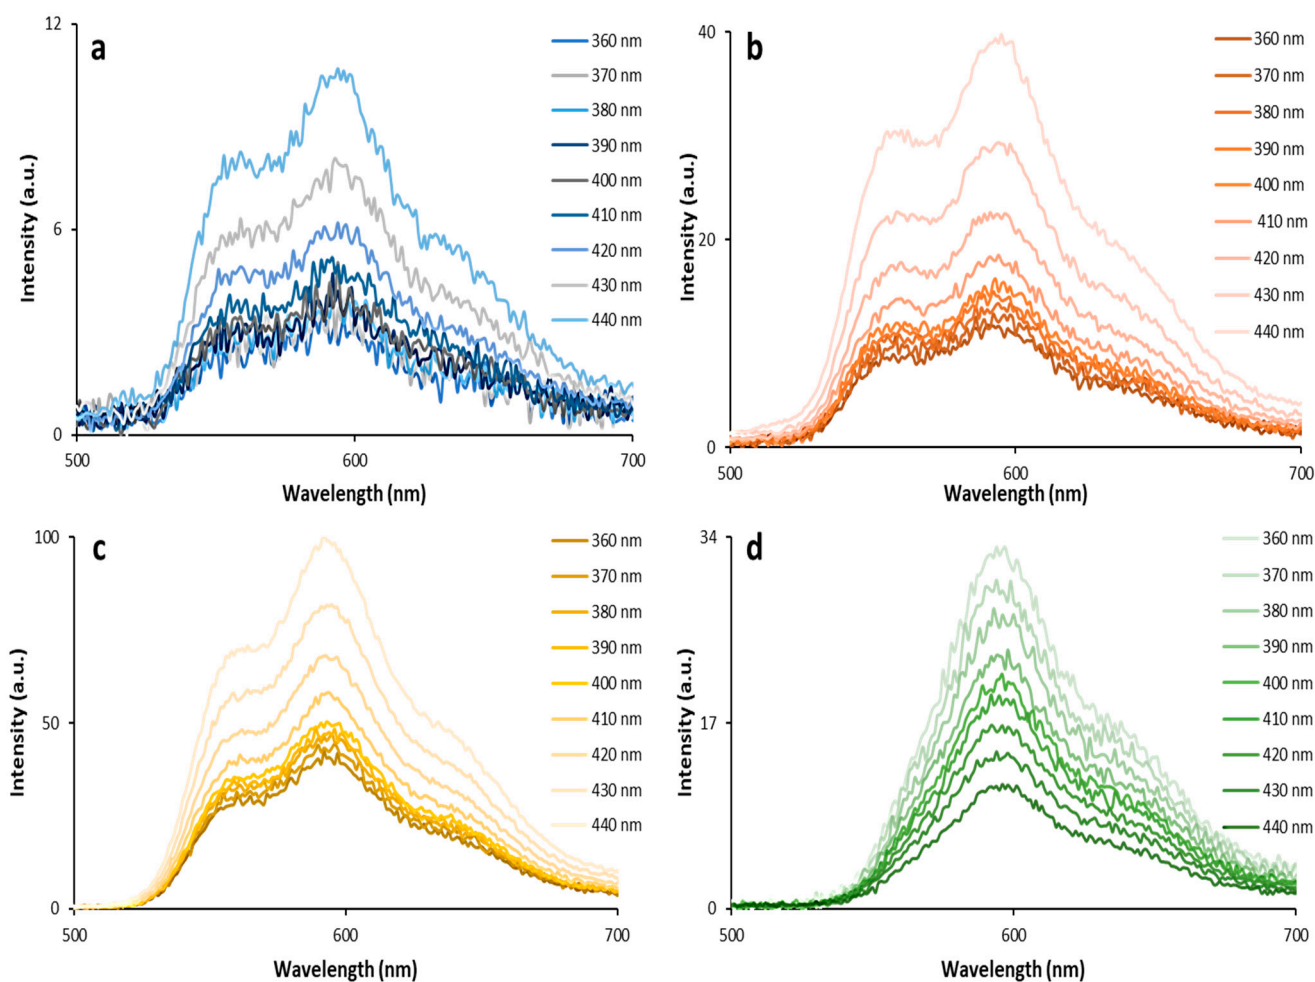 12
6
0
500
600
700
Intensity (a.u.)
Wavelength (nm)
a
360 nm
370 nm
380 nm
390 nm
400 nm
410 nm
420 nm
430 nm
440 nm
40
20
0
500
600
700
Intensity (a.u.)
Wavelength (nm)
b
360 nm
370 nm
380 nm
390 nm
400 nm
410 nm
420 nm
430 nm
440 nm
100
50
0
500
600
700
Intensity (a.u.)
Wavelength (nm)
c
360 nm
370 nm
380 nm
390 nm
400 nm
410 nm
420 nm
430 nm
440 nm
34
17
0
500
600
700
Intensity (a.u.)
Wavelength (nm)
d
360 nm
370 nm
380 nm
390 nm
400 nm
410 nm
420 nm
430 nm
440 nm